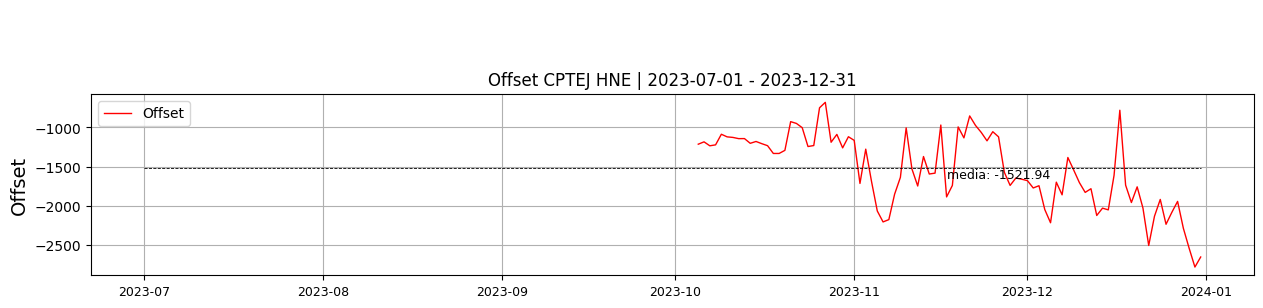 Offset CPTEJ HNE | 2023-07-01 - 2023-12-31
Offset
Offset
−1000
−1500
−2000
−2500
media: -1521.94
2023-07
2023-08
2023-09
2023-10
2023-11
2023-12
2024-01